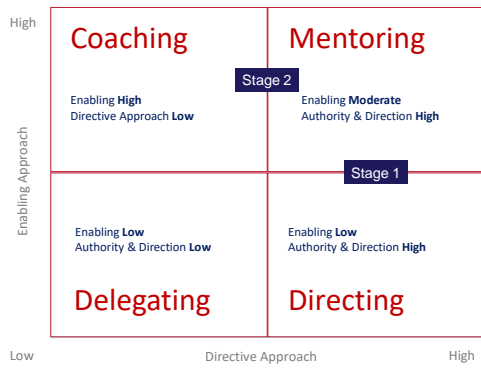 High
Coaching
Mentoring
Stage 2
Enabling High
Directive Approach Low
Enabling Moderate
Authority & Direction High
Enabling Approach
Stage 1
Enabling Low
Authority & Direction Low
Enabling Low
Authority & Direction High
Delegating
Directing
Low
Directive Approach
High